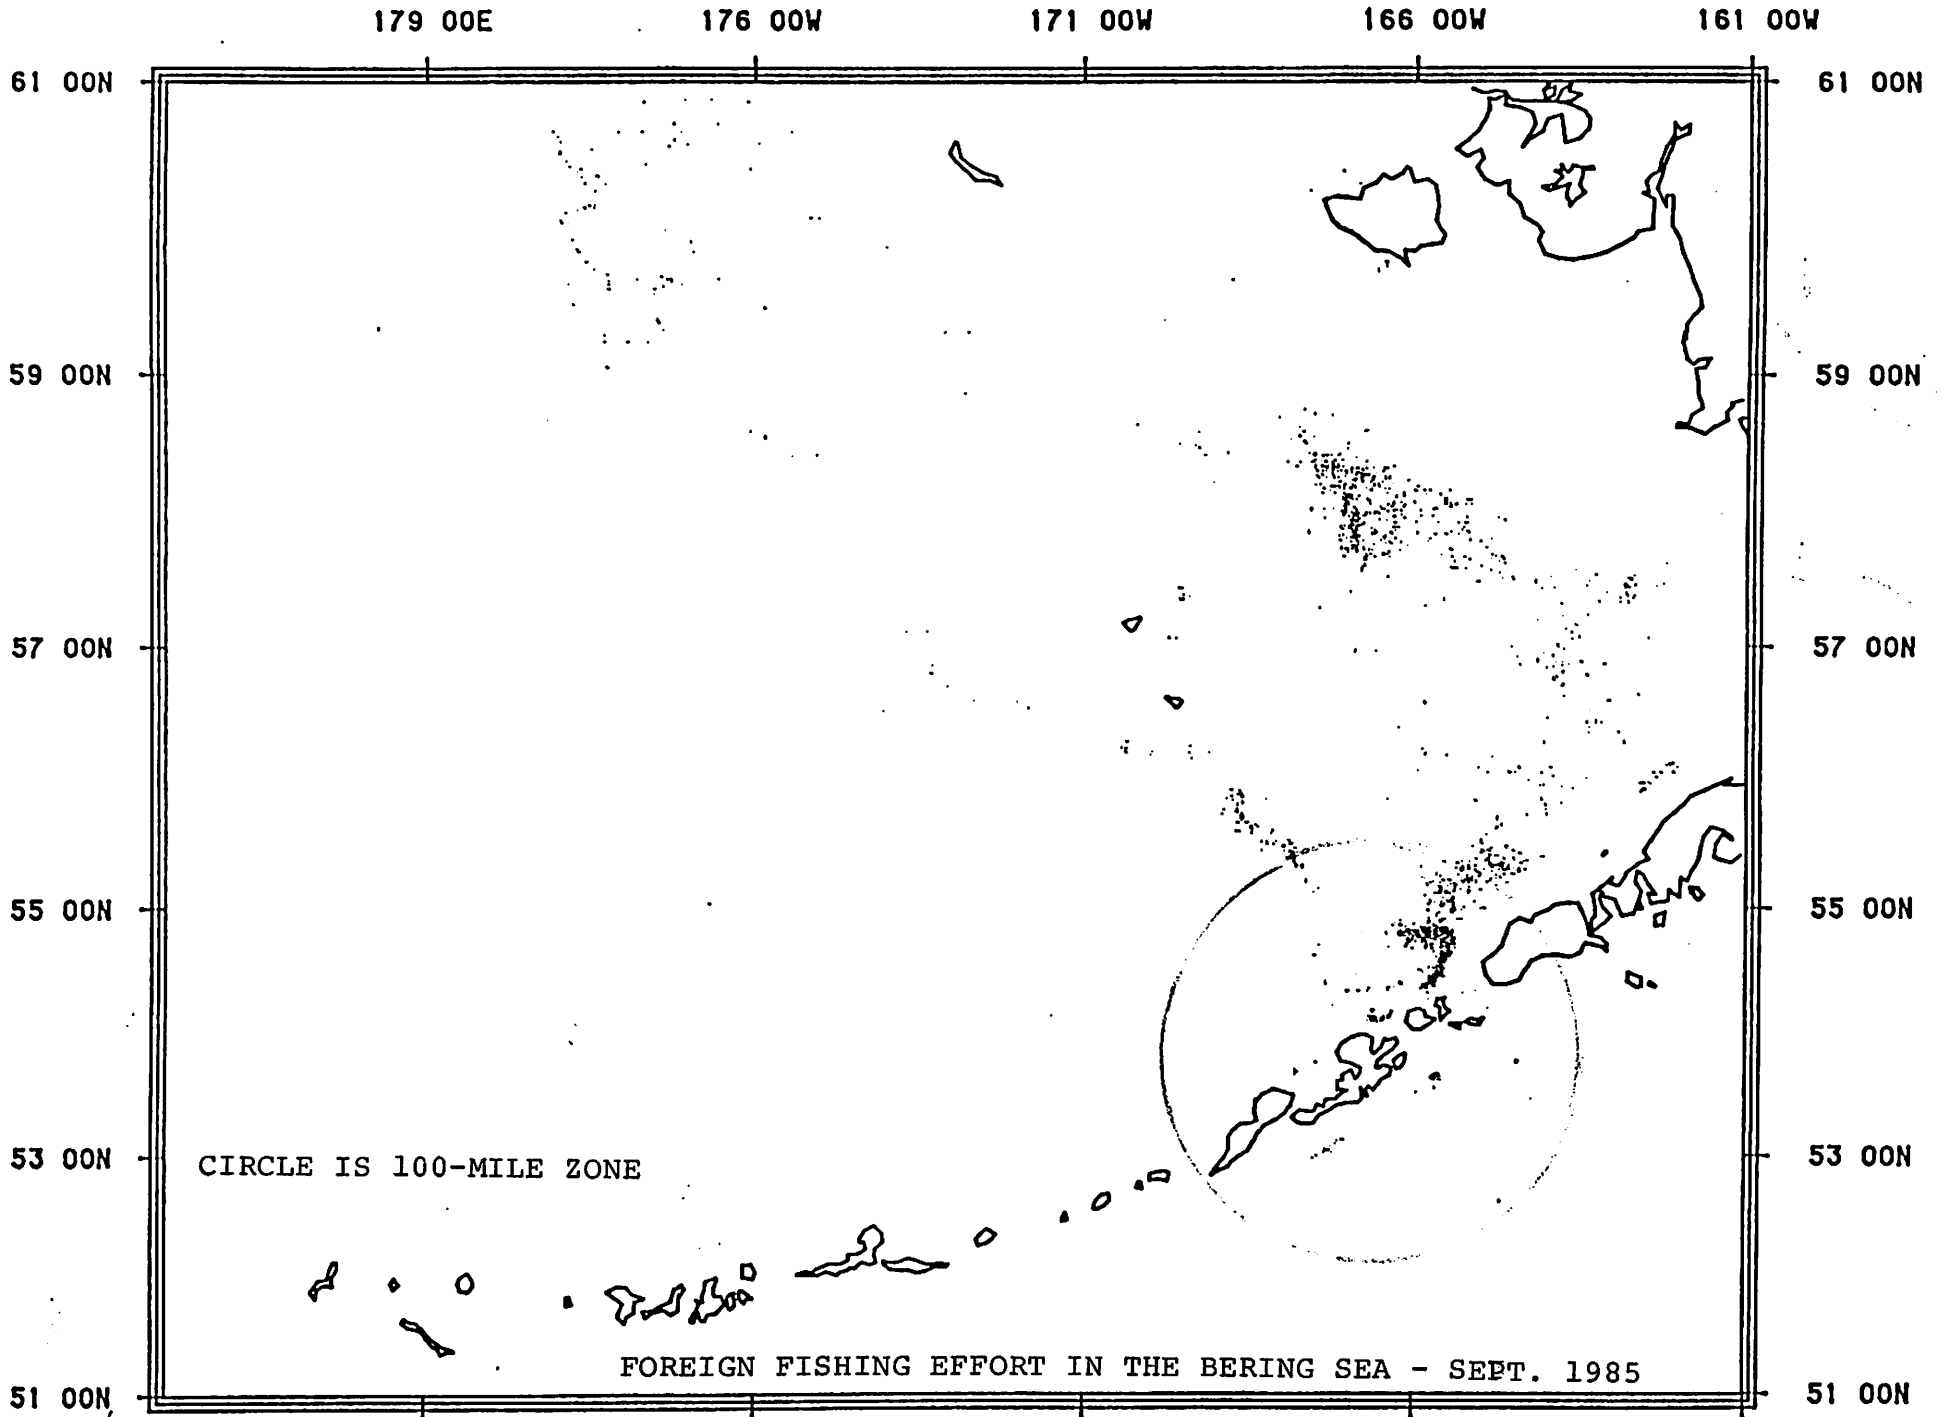 179 00E 176 00W 171 00W 166 00W 161 00W
61 00N 61 00N
59 00N 59 00N
57 00N 57 00N
55 00N 55 00N
53 00N 53 00N
CIRCLE IS 100-MILE ZONE
FOREIGN FISHING EFFORT IN THE BERING SEA - SEPT. 1985
51 00N 51 00N